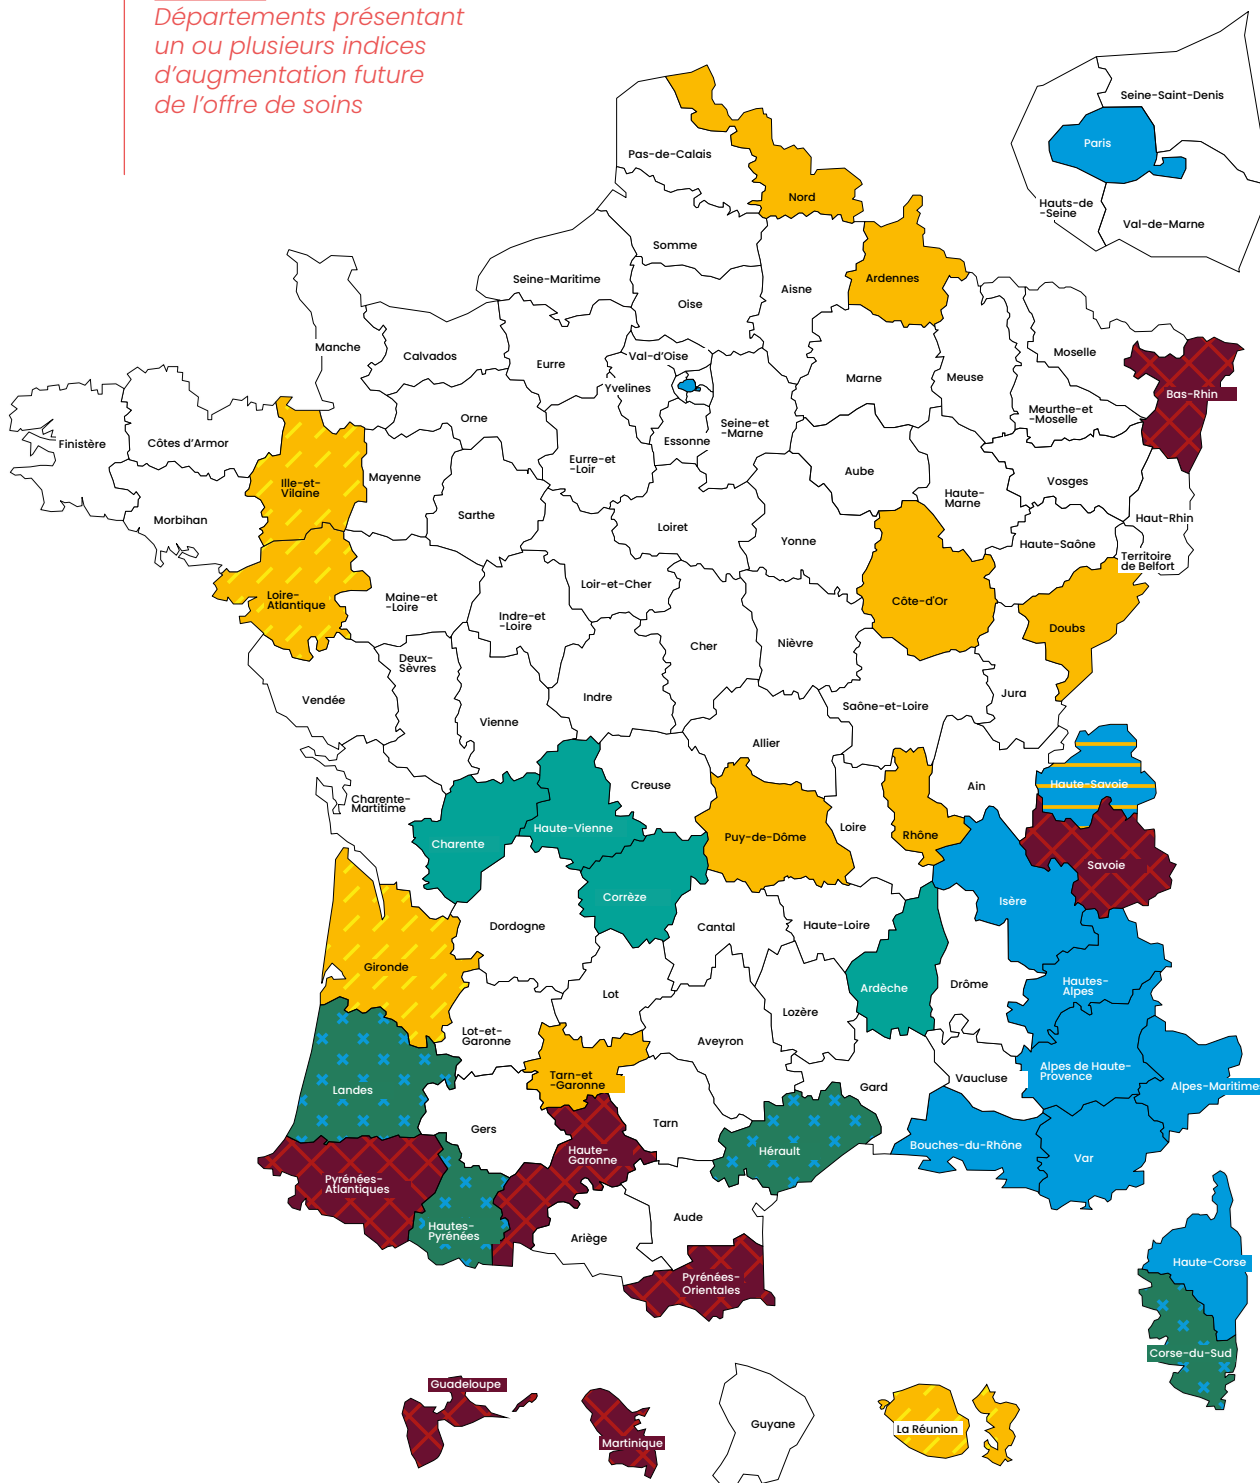 Départements présentant
un ou plusieurs indices
d’augmentation future
de l’offre de soins
Seine-Saint-Denis
Paris
Hauts-de
-Seine
Val-de-Marne
Pas-de-Calais
Nord
Somme
Seine-Maritime
Oise
Aisne
Ardennes
Manche
Calvados
Eurre
Val-d’Oise
Yvelines
Marne
Meuse
Moselle
Bas-Rhin
Meurthe-et
-Moselle
Finistère
Côtes d’Armor
Orne
Essonne
Seine-et
-Marne
Ille-et-
Vilaine
Mayenne
Eurre-et
-Loir
Aube
Haute-
Marne
Vosges
Morbihan
Sarthe
Loiret
Yonne
Haut-Rhin
Haute-Saône
Territoire
de Belfort
Loire-
Atlantique
Maine-et
-Loire
Loir-et-Cher
Indre-et
-Loire
Côte-d'Or
Doubs
Cher
Nièvre
Deux-
Sèvres
Vendée
Vienne
Indre
Jura
Saône-et-Loire
Allier
Charente-
Martitime
Creuse
Ain
Haute-Savoie
Charente
Haute-Vienne
Puy-de-Dôme
Loire
Rhône
Savoie
Corrèze
Isère
Dordogne
Cantal
Haute-Loire
Gironde
Lot
Lozère
Ardèche
Drôme
Hautes-
Alpes
Lot-et-
Garonne
Aveyron
Tarn-et
-Garonne
Landes
Gard
Vaucluse
Alpes de Haute-
Provence
Alpes-Maritime
Gers
Tarn
Hérault
Bouches-du-Rhône
Var
Pyrénées-
Atlantiques
Haute-
Garonne
Hautes-
Pyrénées
Ariège
Aude
Pyrénées-
Orientales
Haute-Corse
Corse-du-Sud
Guadeloupe
Martinique
Guyane
La Réunion